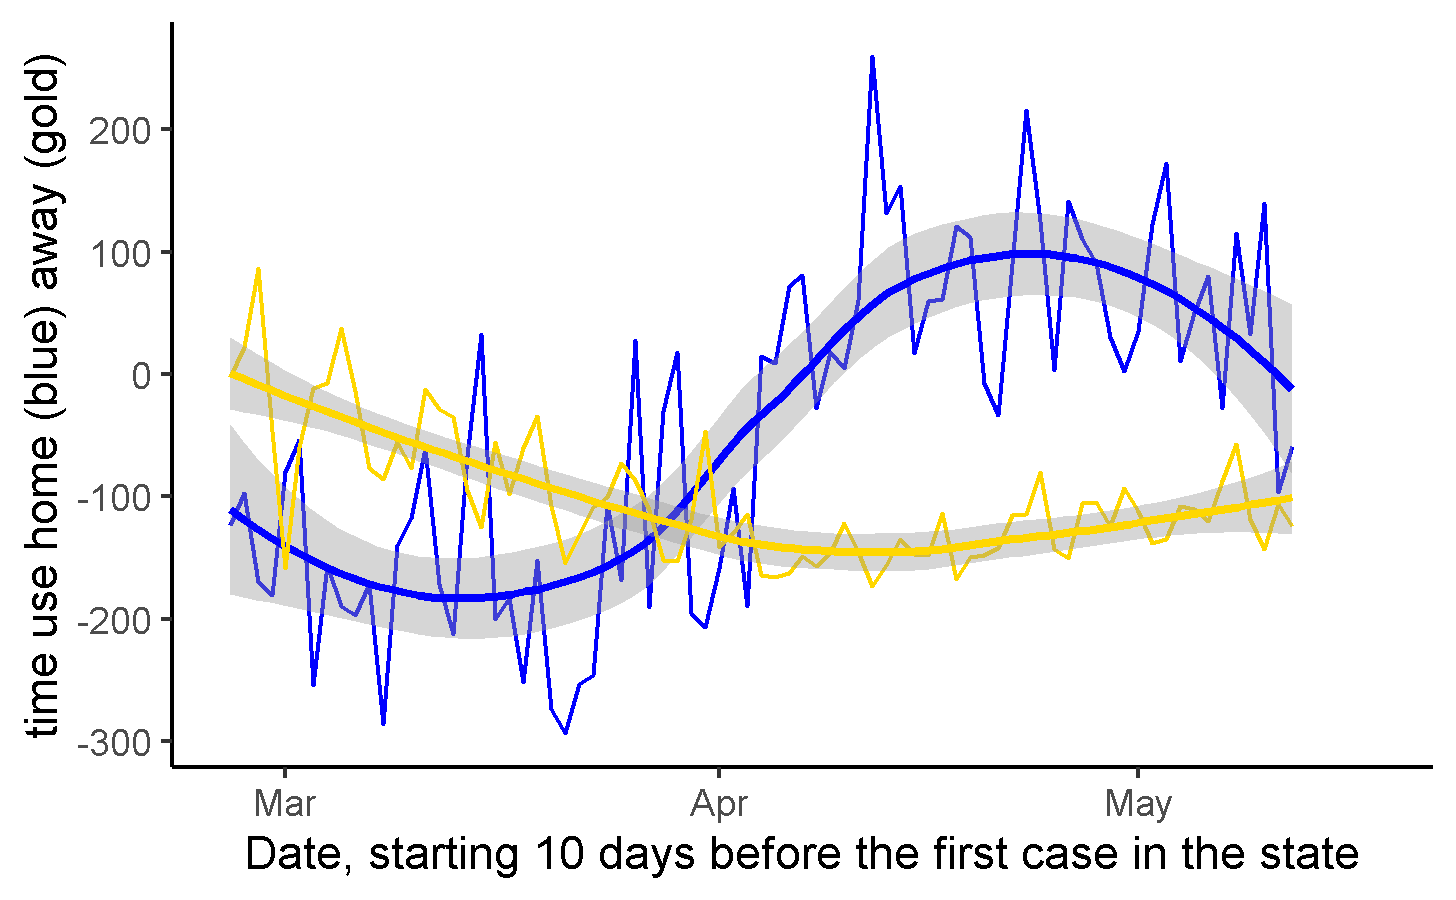 time use home (blue) away (gold)
200
100
0
-100
-200
-300
Mar Apr May
Date, starting 10 days before the first case in the state